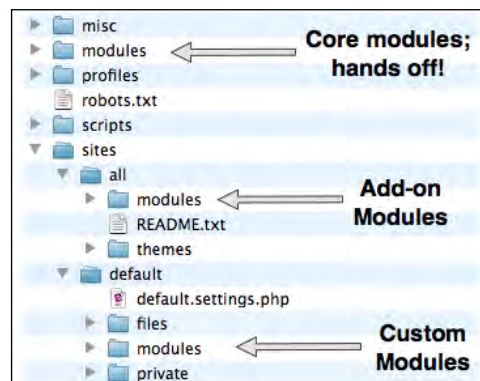 misc
modules
Core modules;
hands off!
profiles
robots.txt
scripts
sites
all
modules
Add-on
Modules
README.txt
themes
default
default.settings.php
files
modules
Custom
Modules
private